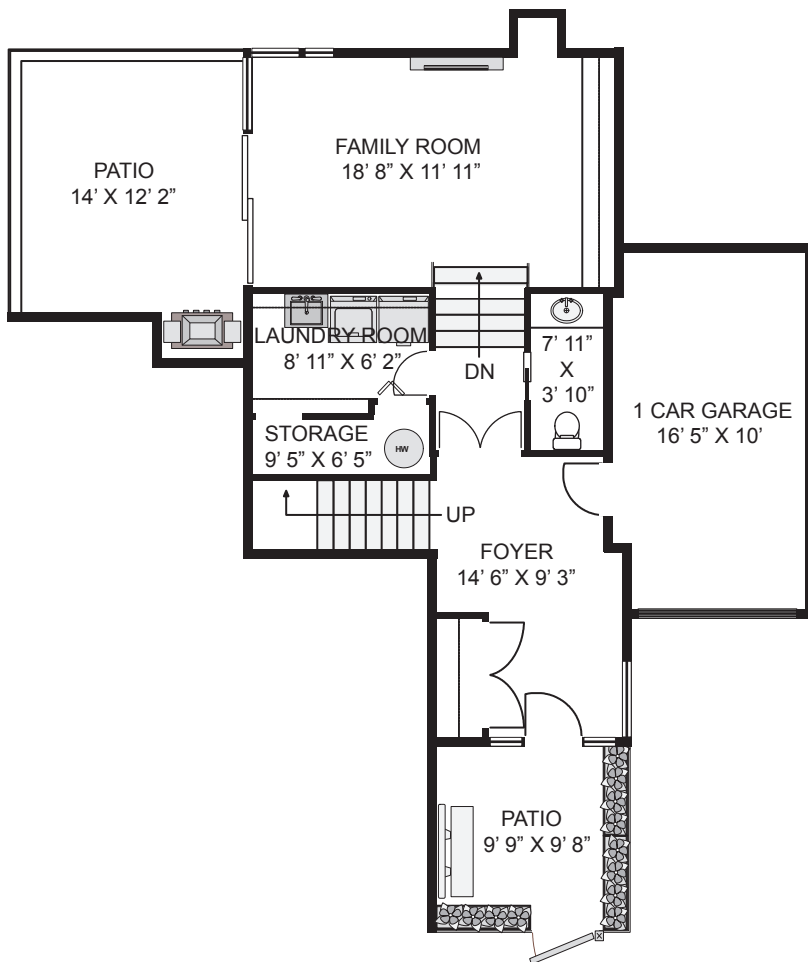 PATIO
14’ X 12’ 2”
FAMILY ROOM
18’ 8” X 11’ 11”
LAUNDRY ROOM
8’ 11” X 6’ 2”
DN
7’ 11”
X
3’ 10”
1 CAR GARAGE
16’ 5” X 10’
STORAGE
9’ 5” X 6’ 5”
HW
UP
FOYER
14’ 6” X 9’ 3”
PATIO
9’ 9” X 9’ 8”
X